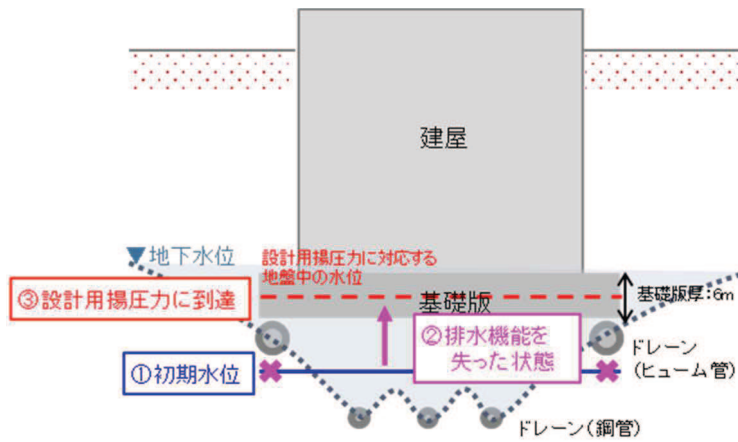 建屋
▼地下水位
設計用揚圧力に対応する
地盤中の水位
③設計用揚圧力に到達
基礎版
基礎版厚:6m
②排水機能を
失った状態
ドレーン
(ヒューム管)
①初期水位
ドレーン(鋼管)